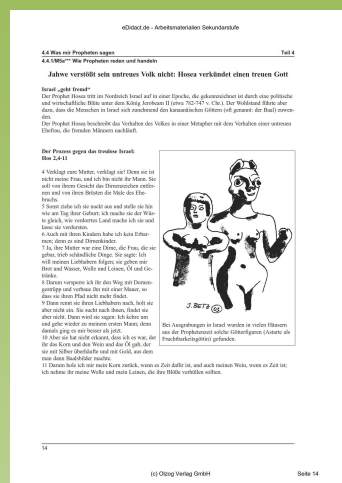 eDidact.de - Arbeitsmaterialien Sekundarstufe
4.4 Was mir Propheten sagen Teil 4
4.4.1/M5a*** Wie Propheten reden und handeln
Jahwe verstößt sein untreues Volk nicht: Hosea verkündet einen treuen Gott
Israel „geht fremd“
Der Prophet Hosea tritt im Nordreich Israel auf in einer Epoche, die gekennzeichnet ist durch eine politische
und wirtschaftliche Blüte unter dem König Jerobeam II (etwa 782-747 v. Chr.). Der Wohlstand führte aber
dazu, dass die Menschen in Israel sich zunehmend den kanaanäischen Göttern (oft genannt: der Baal) zuwen-
den.
Der Prophet Hosea beschreibt das Verhalten des Volkes in einer Metapher mit dem Verhalten einer untreuen
Ehefrau, die fremden Männern nachläuft.
Der Prozess gegen das treulose Israel:
Hos 2,4-11
4 Verklagt eure Mutter, verklagt sie! Denn sie ist
nicht meine Frau, und ich bin nicht ihr Mann. Sie
soll von ihrem Gesicht das Dirnenzeichen entfer-
nen und von ihren Brüsten die Male des Ehe-
bruchs.
5 Sonst ziehe ich sie nackt aus und stelle sie hin
wie am Tag ihrer Geburt; ich mache sie der Wüs-
te gleich, wie verdorrtes Land mache ich sie und
lasse sie verdursten.
6 Auch mit ihren Kindern habe ich kein Erbar-
men; denn es sind Dirnenkinder.
7 Ja, ihre Mutter war eine Dirne, die Frau, die sie
gebar, trieb schändliche Dinge. Sie sagte: Ich
will meinen Liebhabern folgen; sie geben mir
Brot und Wasser, Wolle und Leinen, Öl und Ge-
tränke.
8 Darum versperre ich ihr den Weg mit Dornen-
gestrüpp und verbaue ihn mit einer Mauer, so
dass sie ihren Pfad nicht mehr findet.
9 Dann rennt sie ihren Liebhabern nach, holt sie
aber nicht ein. Sie sucht nach ihnen, findet sie
aber nicht. Dann wird sie sagen: Ich kehre um
und gehe wieder zu meinem ersten Mann; denn
damals ging es mir besser als jetzt.
10 Aber sie hat nicht erkannt, dass ich es war, der
ihr das Korn und den Wein und das Öl gab, der
sie mit Silber überhäufte und mit Gold, aus dem
man dann Baalsbilder machte.
11 Darum hole ich mir mein Korn zurück, wenn es Zeit dafür ist, und auch meinen Wein, wenn es Zeit ist;
ich nehme ihr meine Wolle und mein Leinen, die ihre Blöße verhüllen sollten.
J. BETZ
Bei Ausgrabungen in Israel wurden in vielen Häusern
aus der Prophetenzeit solche Götterfiguren (Astarte als
Fruchtbarkeitsgöttin) gefunden.
14
(c) Olzog Verlag GmbH Seite 14